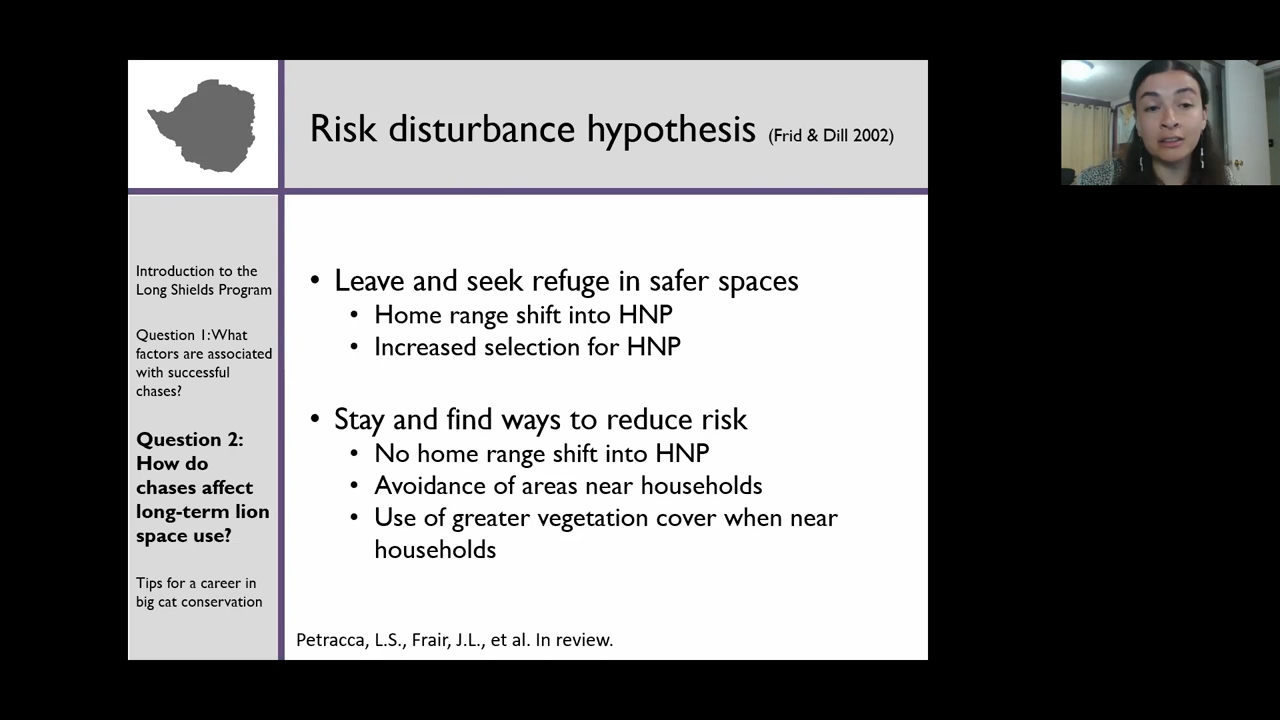 Risk disturbance hypothesis (Frid & Dill 2002)
Introduction to the
Long Shields Program
Question 1: What
factors are associated
with successful
chases?
Question 2:
How do
chases affect
long-term lion
space use?
Tips for a career in
big cat conservation
• Leave and seek refuge in safer spaces
• Home range shift into HNP
• Increased selection for HNP
• Stay and find ways to reduce risk
• No home range shift into HNP
• Avoidance of areas near households
• Use of greater vegetation cover when near
households
Petracca, L.S., Frair, J.L., et al. In review.